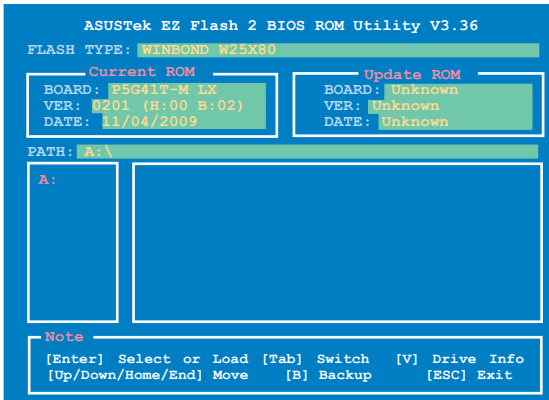 ASUSTek EZ Flash 2 BIOS ROM Utility V3.36
FLASH TYPE: WINBOND W25X80
Current ROM
BOARD: P5G41T-M LX
VER: 0201 (H:00 B:02)
DATE: 11/04/2009
Update ROM
BOARD: Unknown
VER: Unknown
DATE: Unknown
PATH: A:\
A:
Note
[Enter] Select or Load [Tab] Switch [V] Drive Info
[Up/Down/Home/End] Move [B] Backup [ESC] Exit